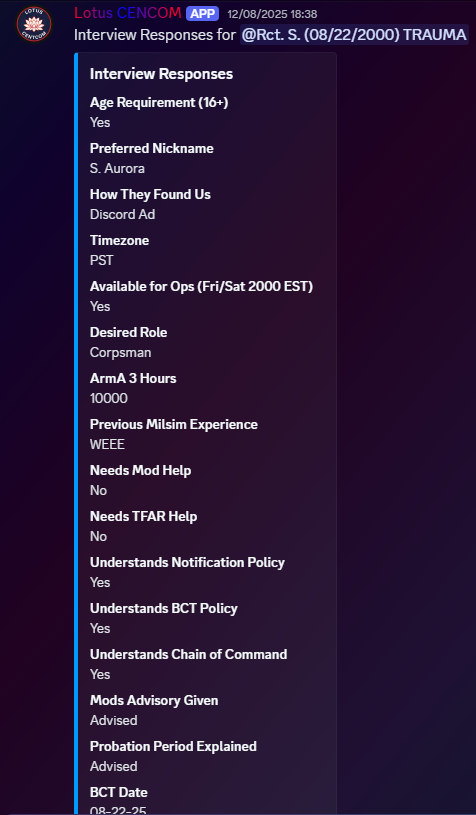 LOTUS
CENTCOM
Lotus CENCOM APP 12/08/2025 18:38
Interview Responses for @Rct. S. (08/22/2000) TRAUMA
Interview Responses
Age Requirement (16+)
Yes
Preferred Nickname
S. Aurora
How They Found Us
Discord Ad
Timezone
PST
Available for Ops (Fri/Sat 2000 EST)
Yes
Desired Role
Corpsman
ArmA 3 Hours
10000
Previous Milsim Experience
WEEE
Needs Mod Help
No
Needs TFAR Help
No
Understands Notification Policy
Yes
Understands BCT Policy
Yes
Understands Chain of Command
Yes
Mods Advisory Given
Advised
Probation Period Explained
Advised
BCT Date
08-22-25